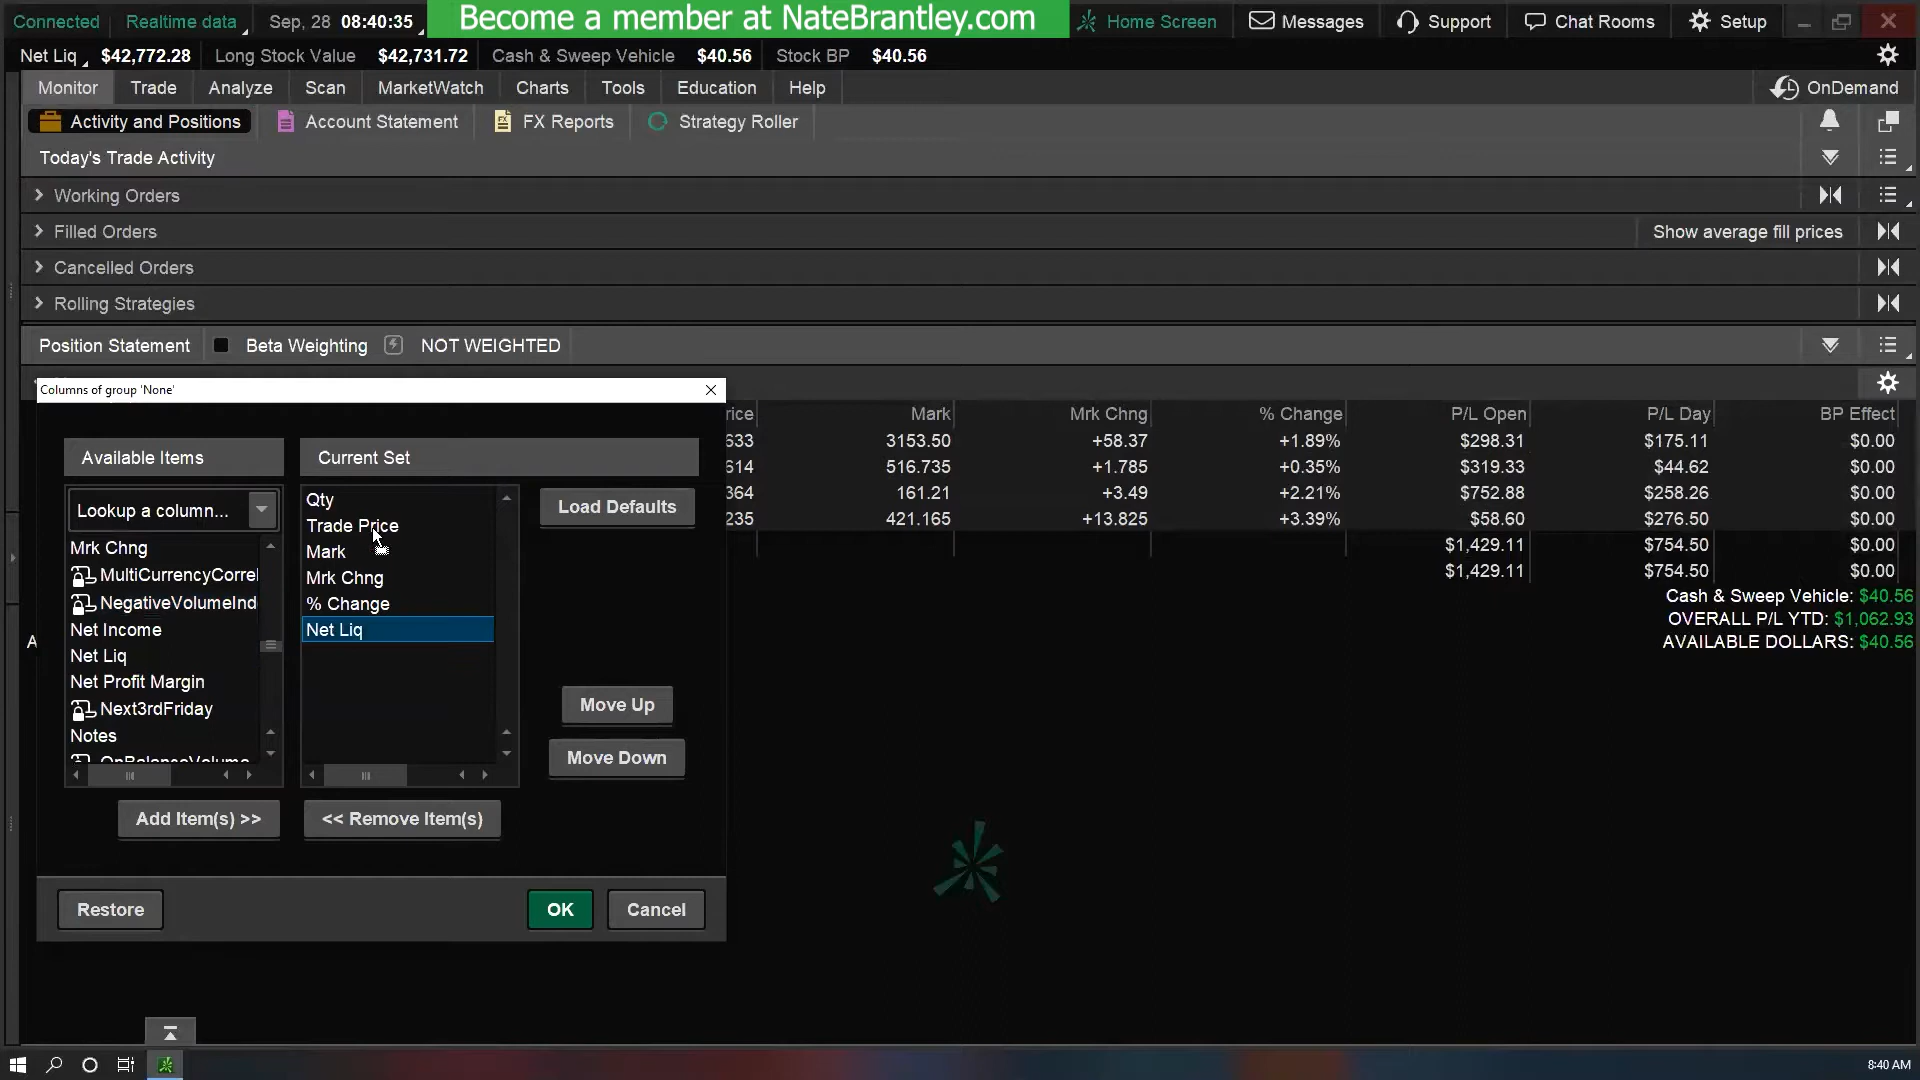 Connected Realtime data Sep, 28 08:40:35 Become a member at NateBrantley.com Home Screen Messages Support Chat Rooms Setup
Net Liq $42,772.28 Long Stock Value $42,731.72 Cash & Sweep Vehicle $40.56 Stock BP $40.56
Monitor Trade Analyze Scan MarketWatch Charts Tools Education Help OnDemand
Activity and Positions Account Statement FX Reports Strategy Roller
Today's Trade Activity
Working Orders
Filled Orders Show average fill prices
Cancelled Orders
Rolling Strategies
Position Statement Beta Weighting NOT WEIGHTED
Columns of group 'None'
rice Mark Mrk Chng % Change P/L Open P/L Day BP Effect
633 3153.50 +58.37 +1.89% $298.31 $175.11 $0.00
614 516.735 +1.785 +0.35% $319.33 $44.62 $0.00
364 161.21 +3.49 +2.21% $752.88 $258.26 $0.00
235 421.165 +13.825 +3.39% $58.60 $276.50 $0.00
$1,429.11 $754.50 $0.00
$1,429.11 $754.50 $0.00
Cash & Sweep Vehicle: $40.56
OVERALL P/L YTD: $1,062.93
AVAILABLE DOLLARS: $40.56
A
Available Items
Lookup a column...
Mrk Chng
MultiCurrencyCorrel
NegativeVolumeInd
Net Income
Net Liq
Net Profit Margin
Next3rdFriday
Notes
OnBalanceVolume
Add Item(s) >>
Current Set
Qty
Trade Price
Mark
Mrk Chng
% Change
Net Liq
<< Remove Item(s)
Load Defaults
Move Up
Move Down
Restore OK Cancel
8:40 AM